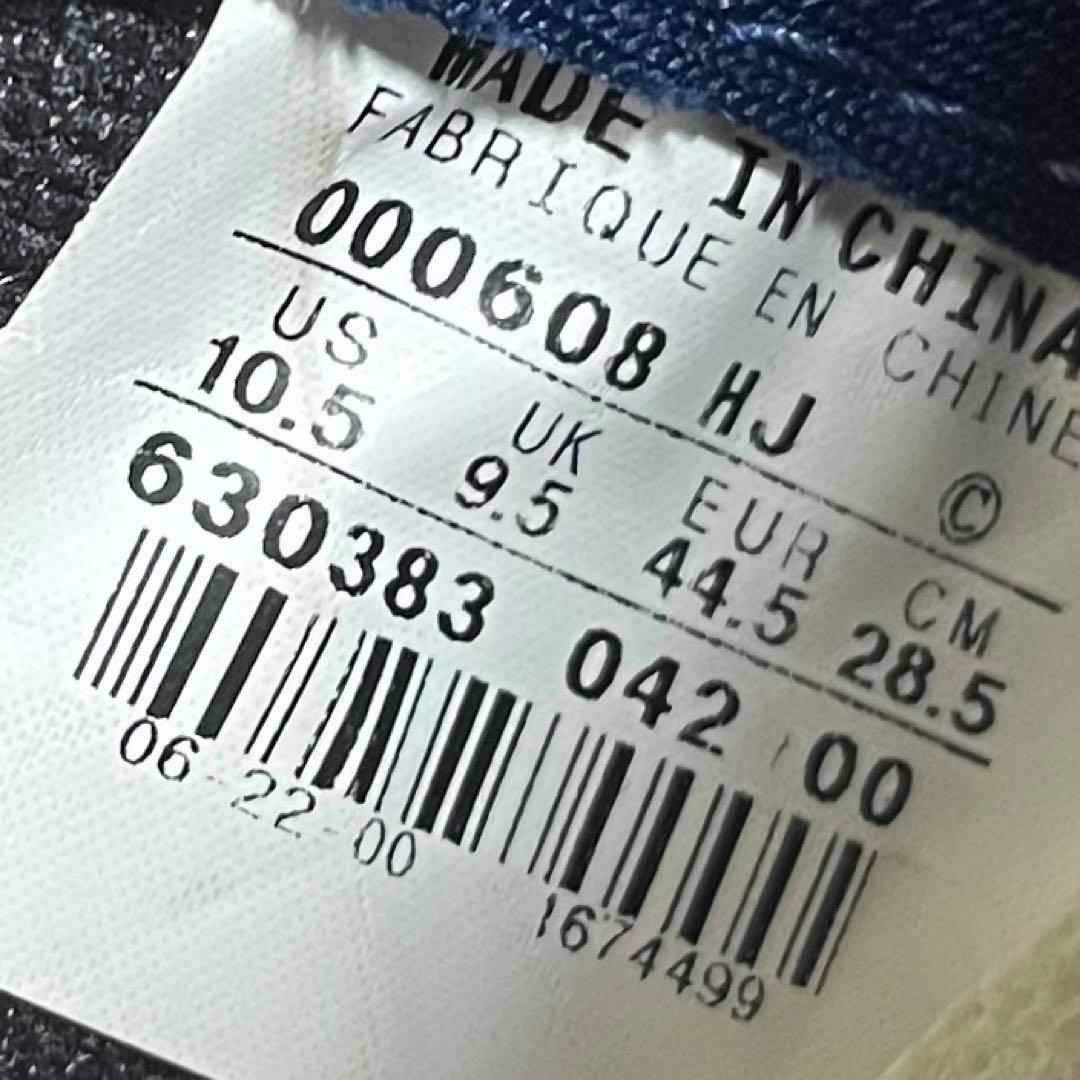 MADE IN CHINA
FABRIQUE EN CHINE
000608 HJ ©
US UK EUR CM
10.5 9.5 44.5 28.5
630383 042 00
06-22-00 1674499